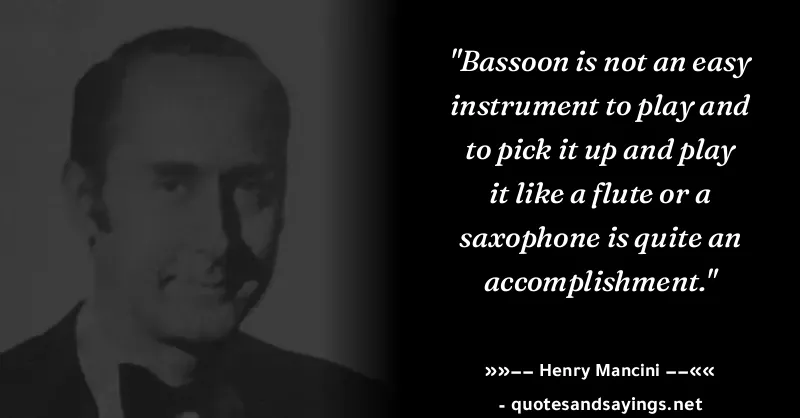 "Bassoon is not an easy
instrument to play and
to pick it up and play
it like a flute or a
saxophone is quite an
accomplishment."
»»–– Henry Mancini ––««
- quotesandsayings.net